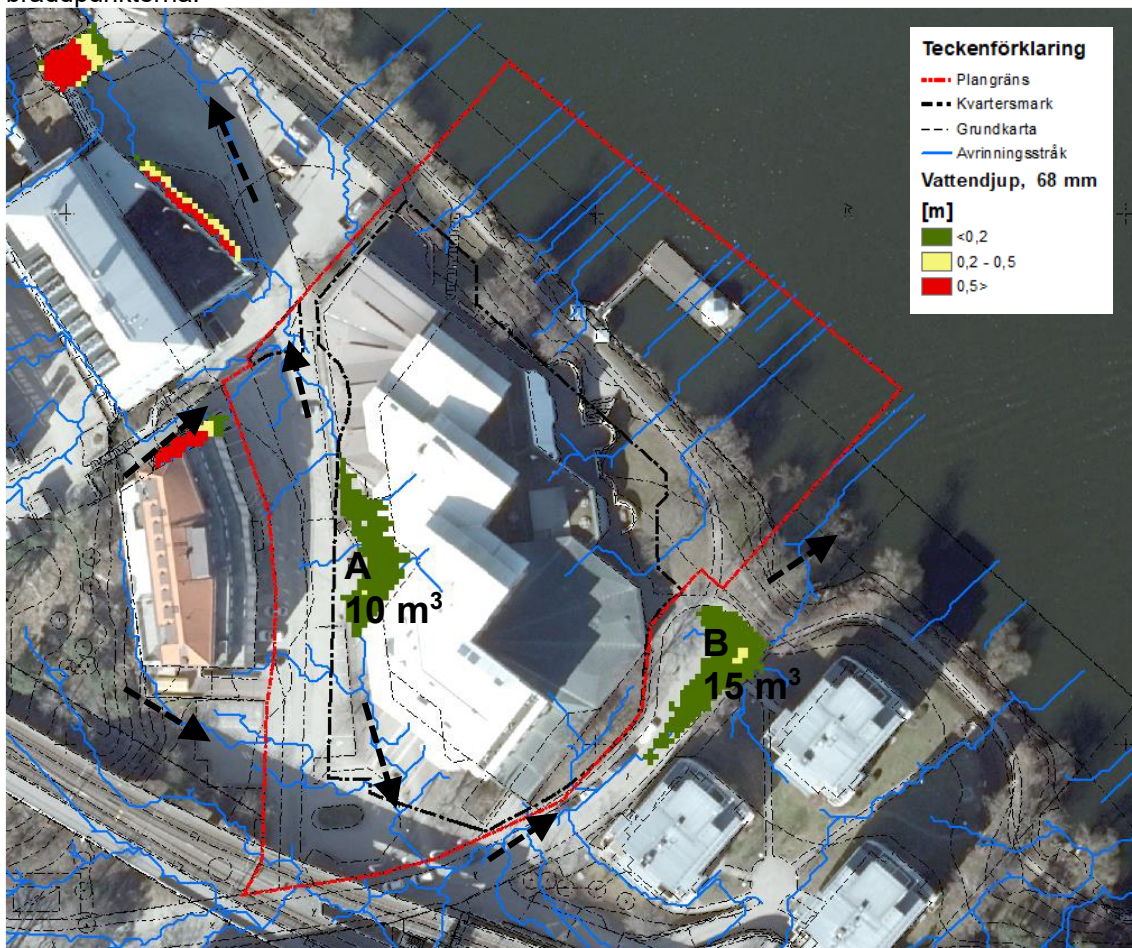 Teckenförklaring
Plangräns
Kvartersmark
Grundkarta
Avrinningsstråk
Vattendjup, 68 mm
[m]
<0,2
0,2 - 0,5
0,5>
A
10 m³
B
15 m³